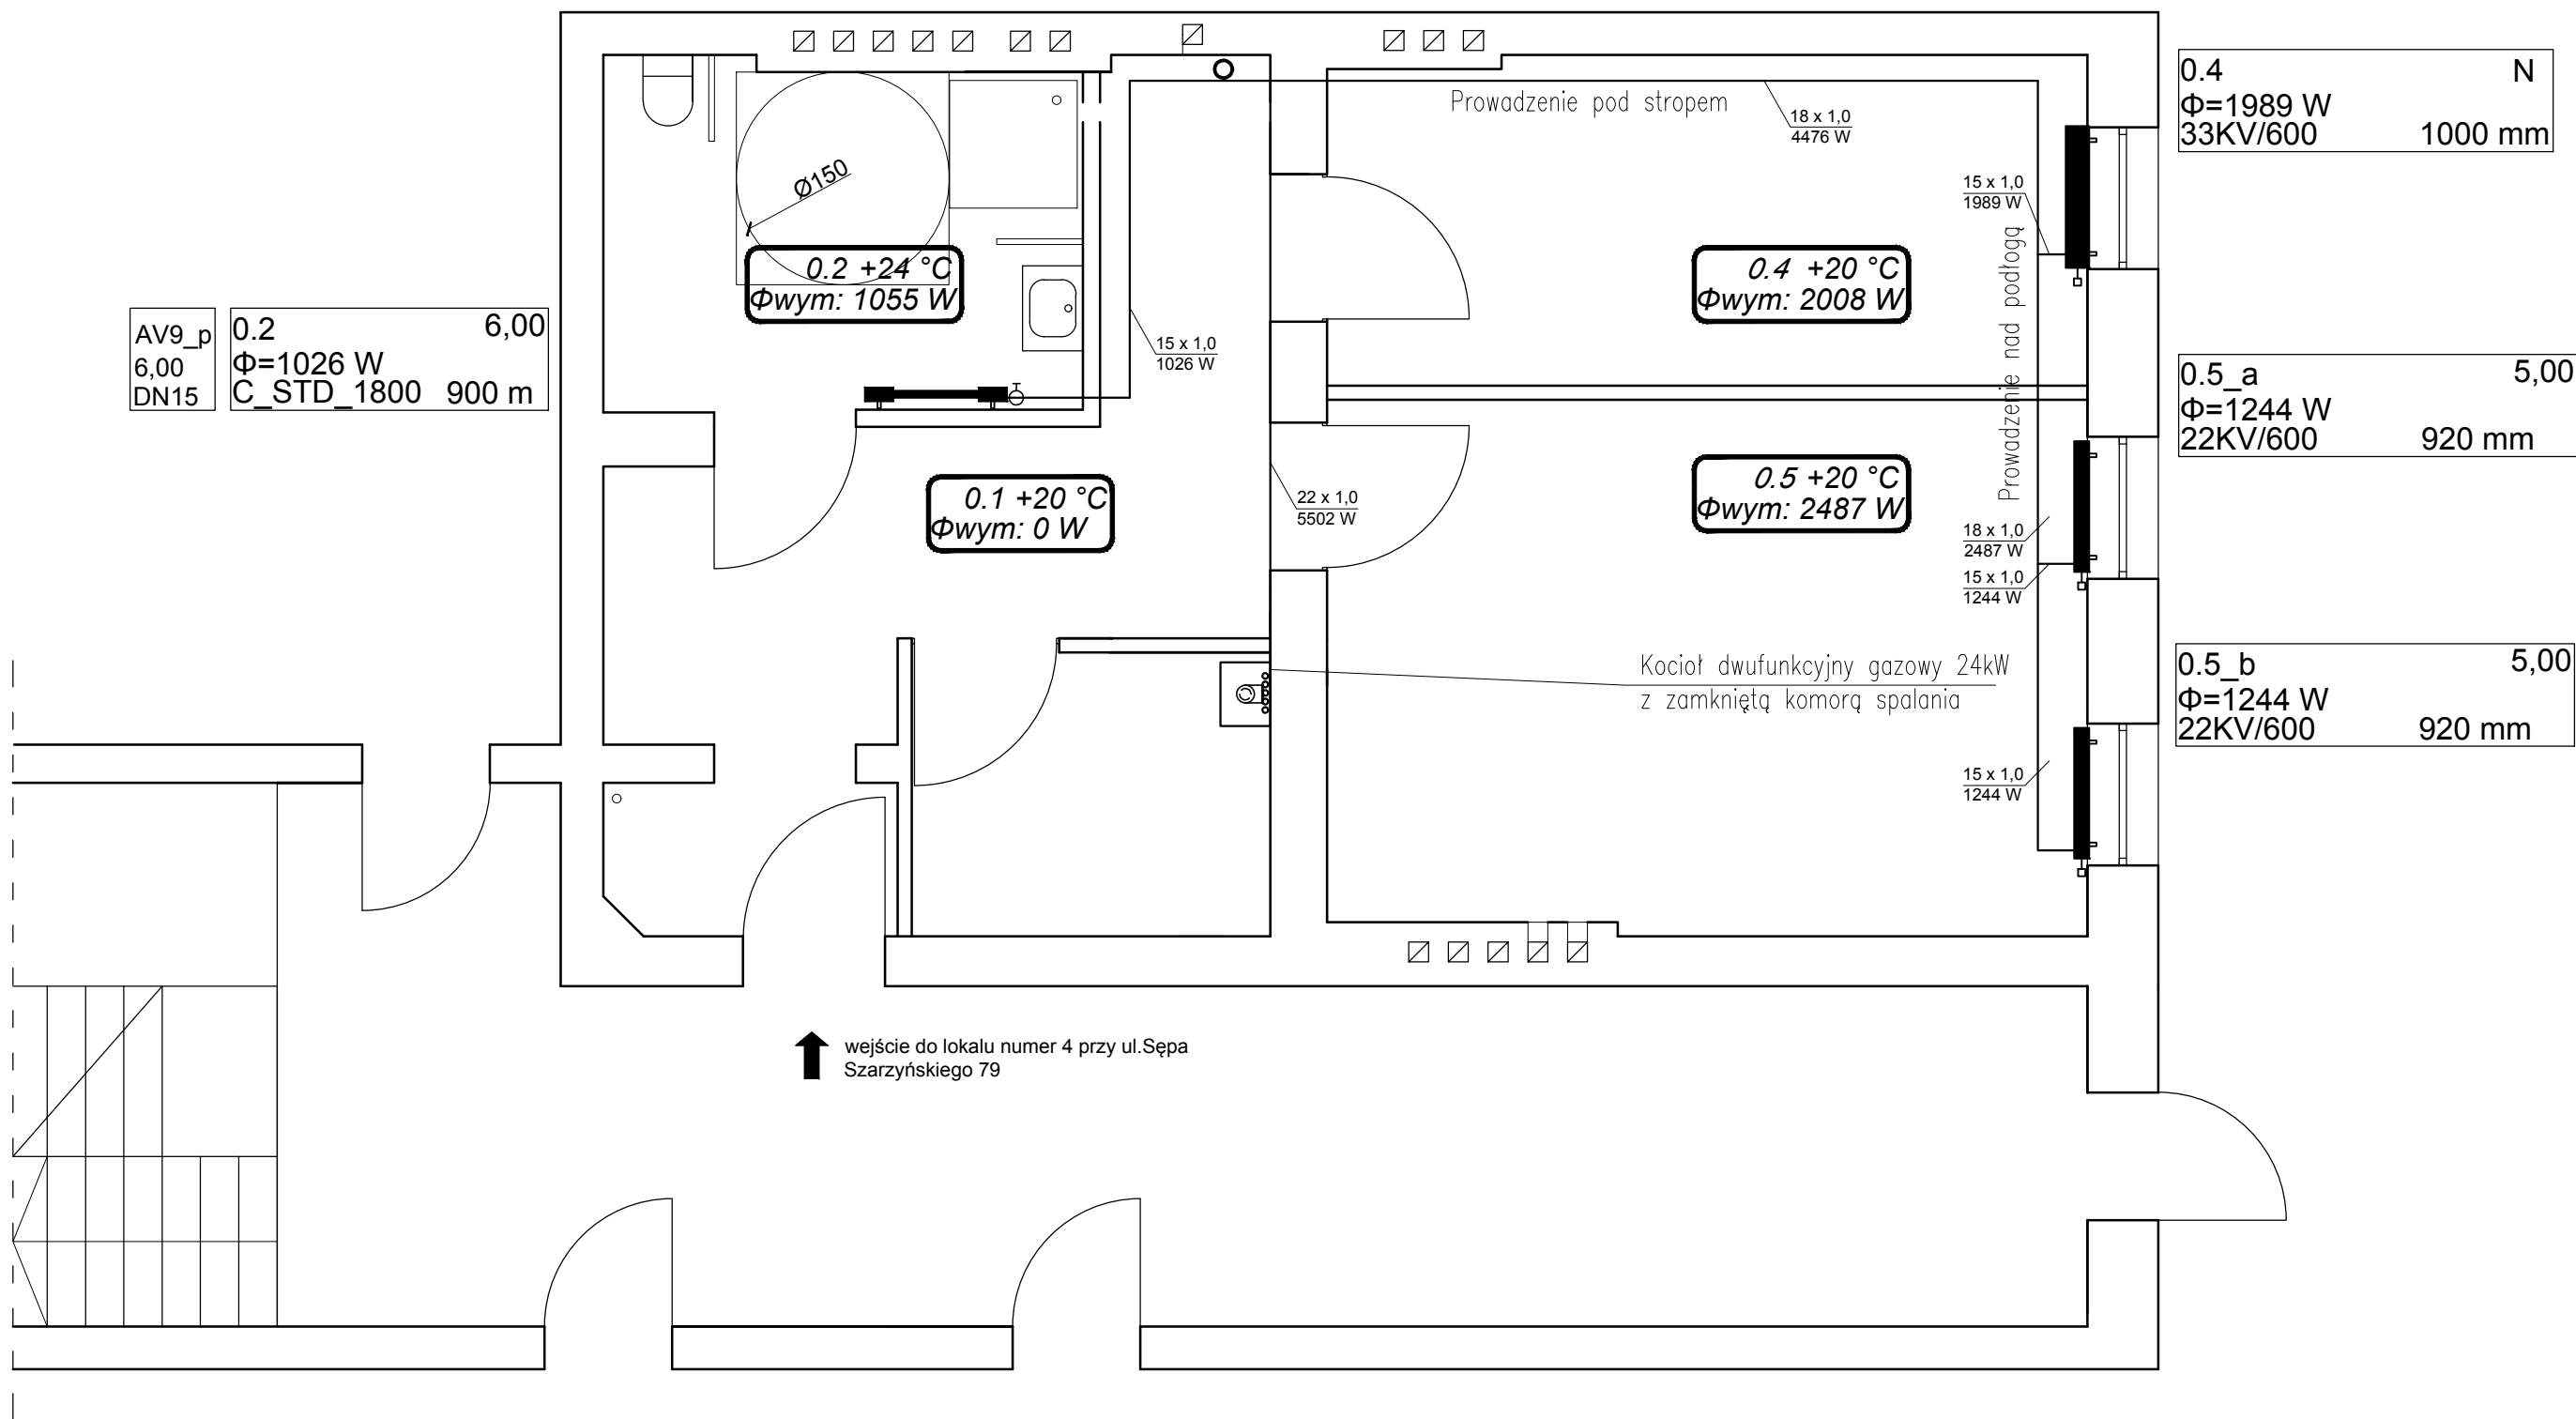 0.4 N
Φ=1989 W
33KV/600 1000 mm
Prowadzenie pod stropem
18 x 1,0
4476 W
Ø150
15 x 1,0
1989 W
Prowadzenie nad podłogą
0.2 +24 °C
Φwym: 1055 W
0.4 +20 °C
Φwym: 2008 W
AV9_p
6,00
DN15
0.2 6,00
Φ=1026 W
C_STD_1800 900 m
15 x 1,0
1026 W
0.5_a 5,00
Φ=1244 W
22KV/600 920 mm
0.1 +20 °C
Φwym: 0 W
22 x 1,0
5502 W
0.5 +20 °C
Φwym: 2487 W
18 x 1,0
2487 W
15 x 1,0
1244 W
Kocioł dwufunkcyjny gazowy 24kW
z zamkniętą komorą spalania
0.5_b 5,00
Φ=1244 W
22KV/600 920 mm
15 x 1,0
1244 W
wejście do lokalu numer 4 przy ul.Sępa
Szarzyńskiego 79